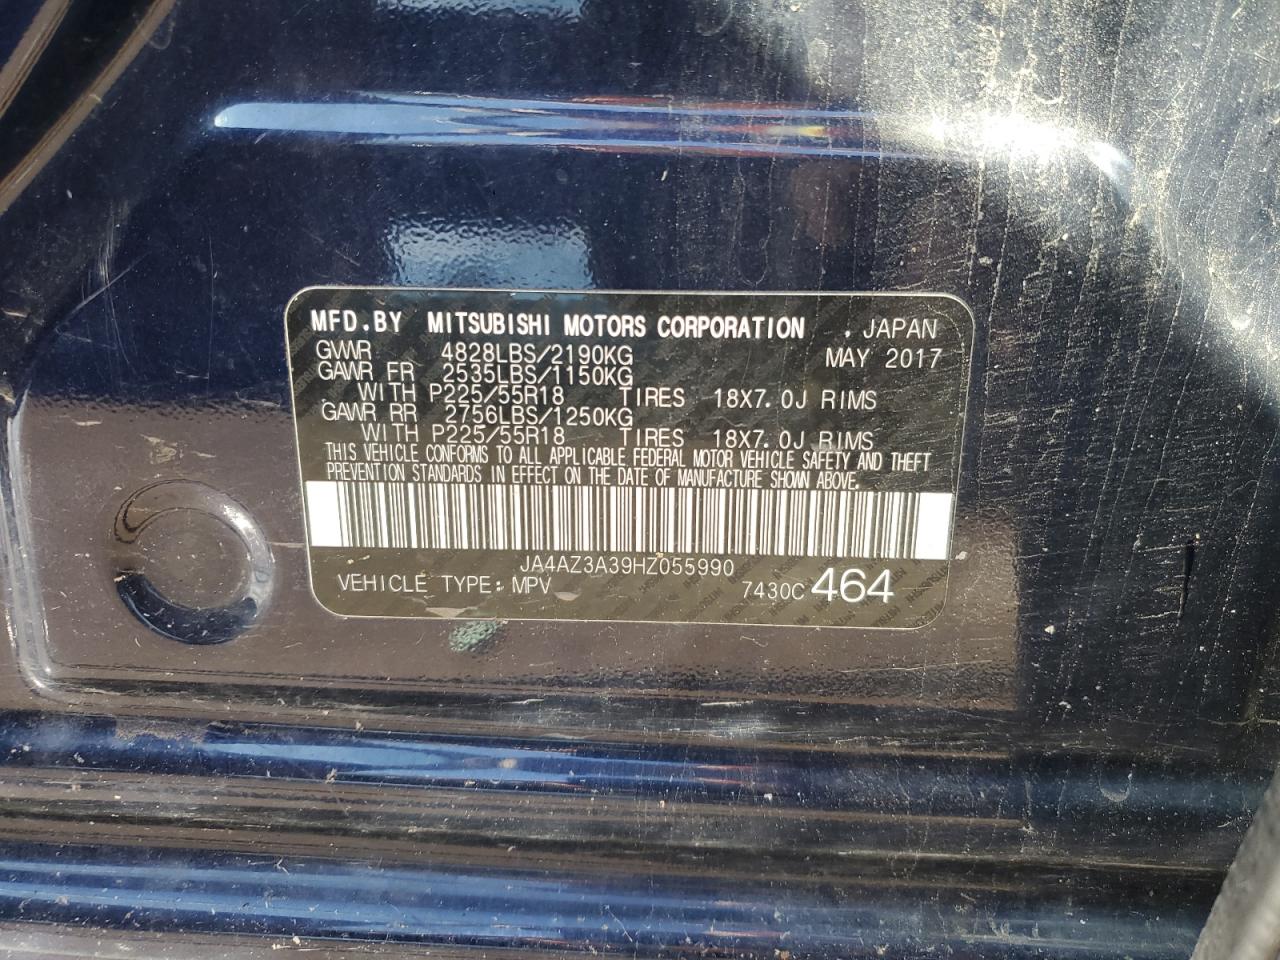 MFD.BY MITSUBISHI MOTORS CORPORATION . JAPAN
GVWR 4828LBS/2190KG MAY 2017
GAWR FR 2535LBS/1150KG
WITH P225/55R18 TIRES 18X7.0J RIMS
GAWR RR 2756LBS/1250KG
WITH P225/55R18 TIRES 18X7.0J RIMS
THIS VEHICLE CONFORMS TO ALL APPLICABLE FEDERAL MOTOR VEHICLE SAFETY AND THEFT
PREVENTION STANDARDS IN EFFECT ON THE DATE OF MANUFACTURE SHOWN ABOVE.
JA4AZ3A39HZ055990
VEHICLE TYPE: MPV 7430C 464